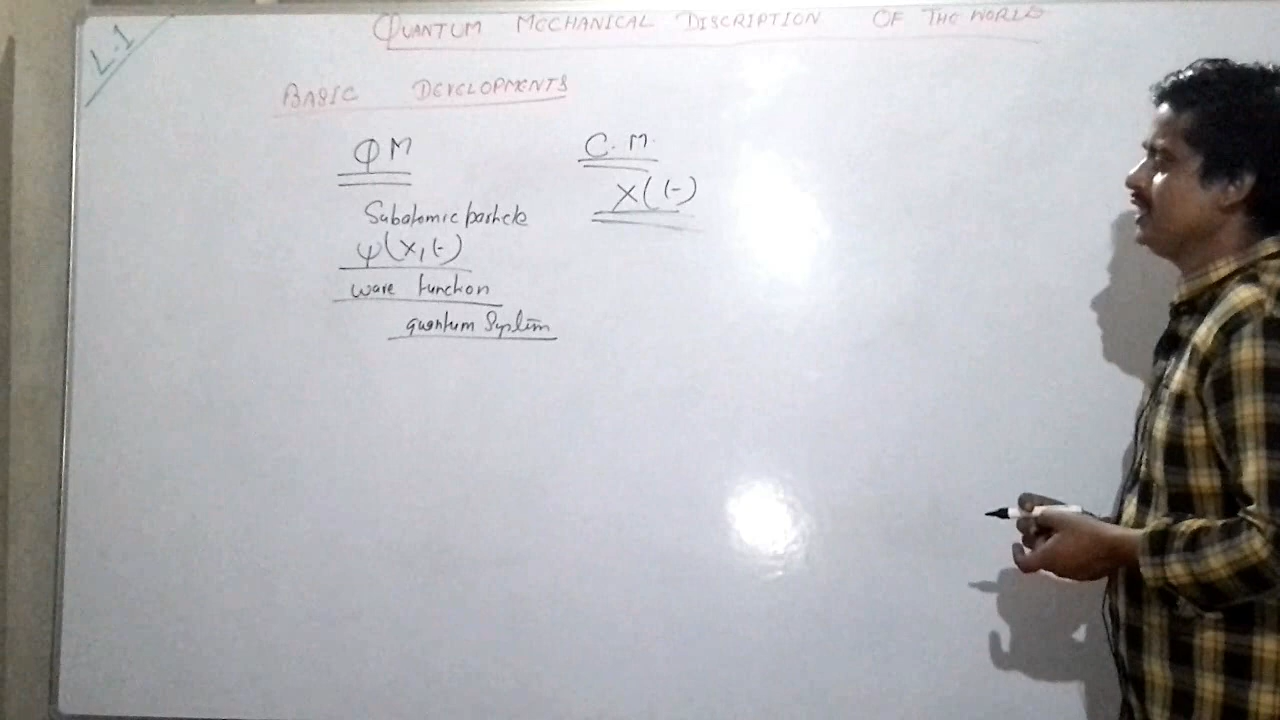 L.1
QUANTUM MECHANICAL DISCRIPTION OF THE WORLD
BASIC DEVELOPMENTS
QM C.M.
Subatomic particle X(t)
ψ(x,t)
wave function
quantum System